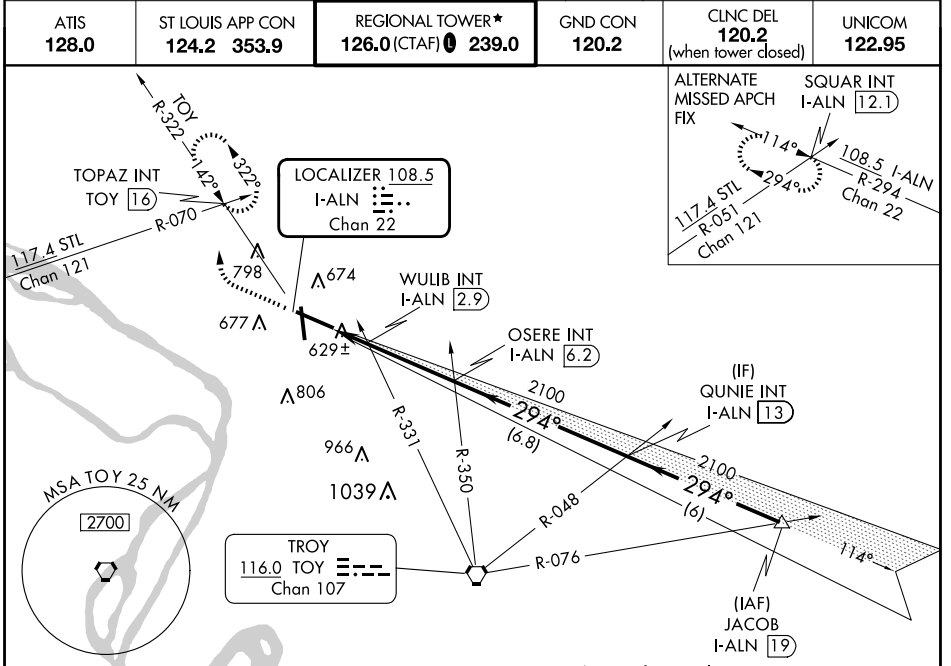 ATIS
128.0
ST LOUIS APP CON
124.2 353.9
REGIONAL TOWER★
126.0 (CTAF) L 239.0
GND CON
120.2
CLNC DEL
120.2
(when tower closed)
UNICOM
122.95
ALTERNATE
MISSED APCH
FIX
SQUAR INT
I-ALN 12.1
114°
294°
108.5 I-ALN
R-294
Chan 22
117.4 STL
R-051
Chan 121
TOY
R-322
142°
322°
TOPAZ INT
TOY 16
R-070
117.4 STL
Chan 121
LOCALIZER 108.5
I-ALN
Chan 22
798
674
677
629±
806
966
1039
WULIB INT
I-ALN 2.9
OSERE INT
I-ALN 6.2
(IF)
QUNIE INT
I-ALN 13
2100
294°
(6.8)
2100
294°
(6)
114°
R-331
R-350
R-048
R-076
MSA TOY 25 NM
2700
TROY
116.0 TOY
Chan 107
(IAF)
JACOB
I-ALN 19